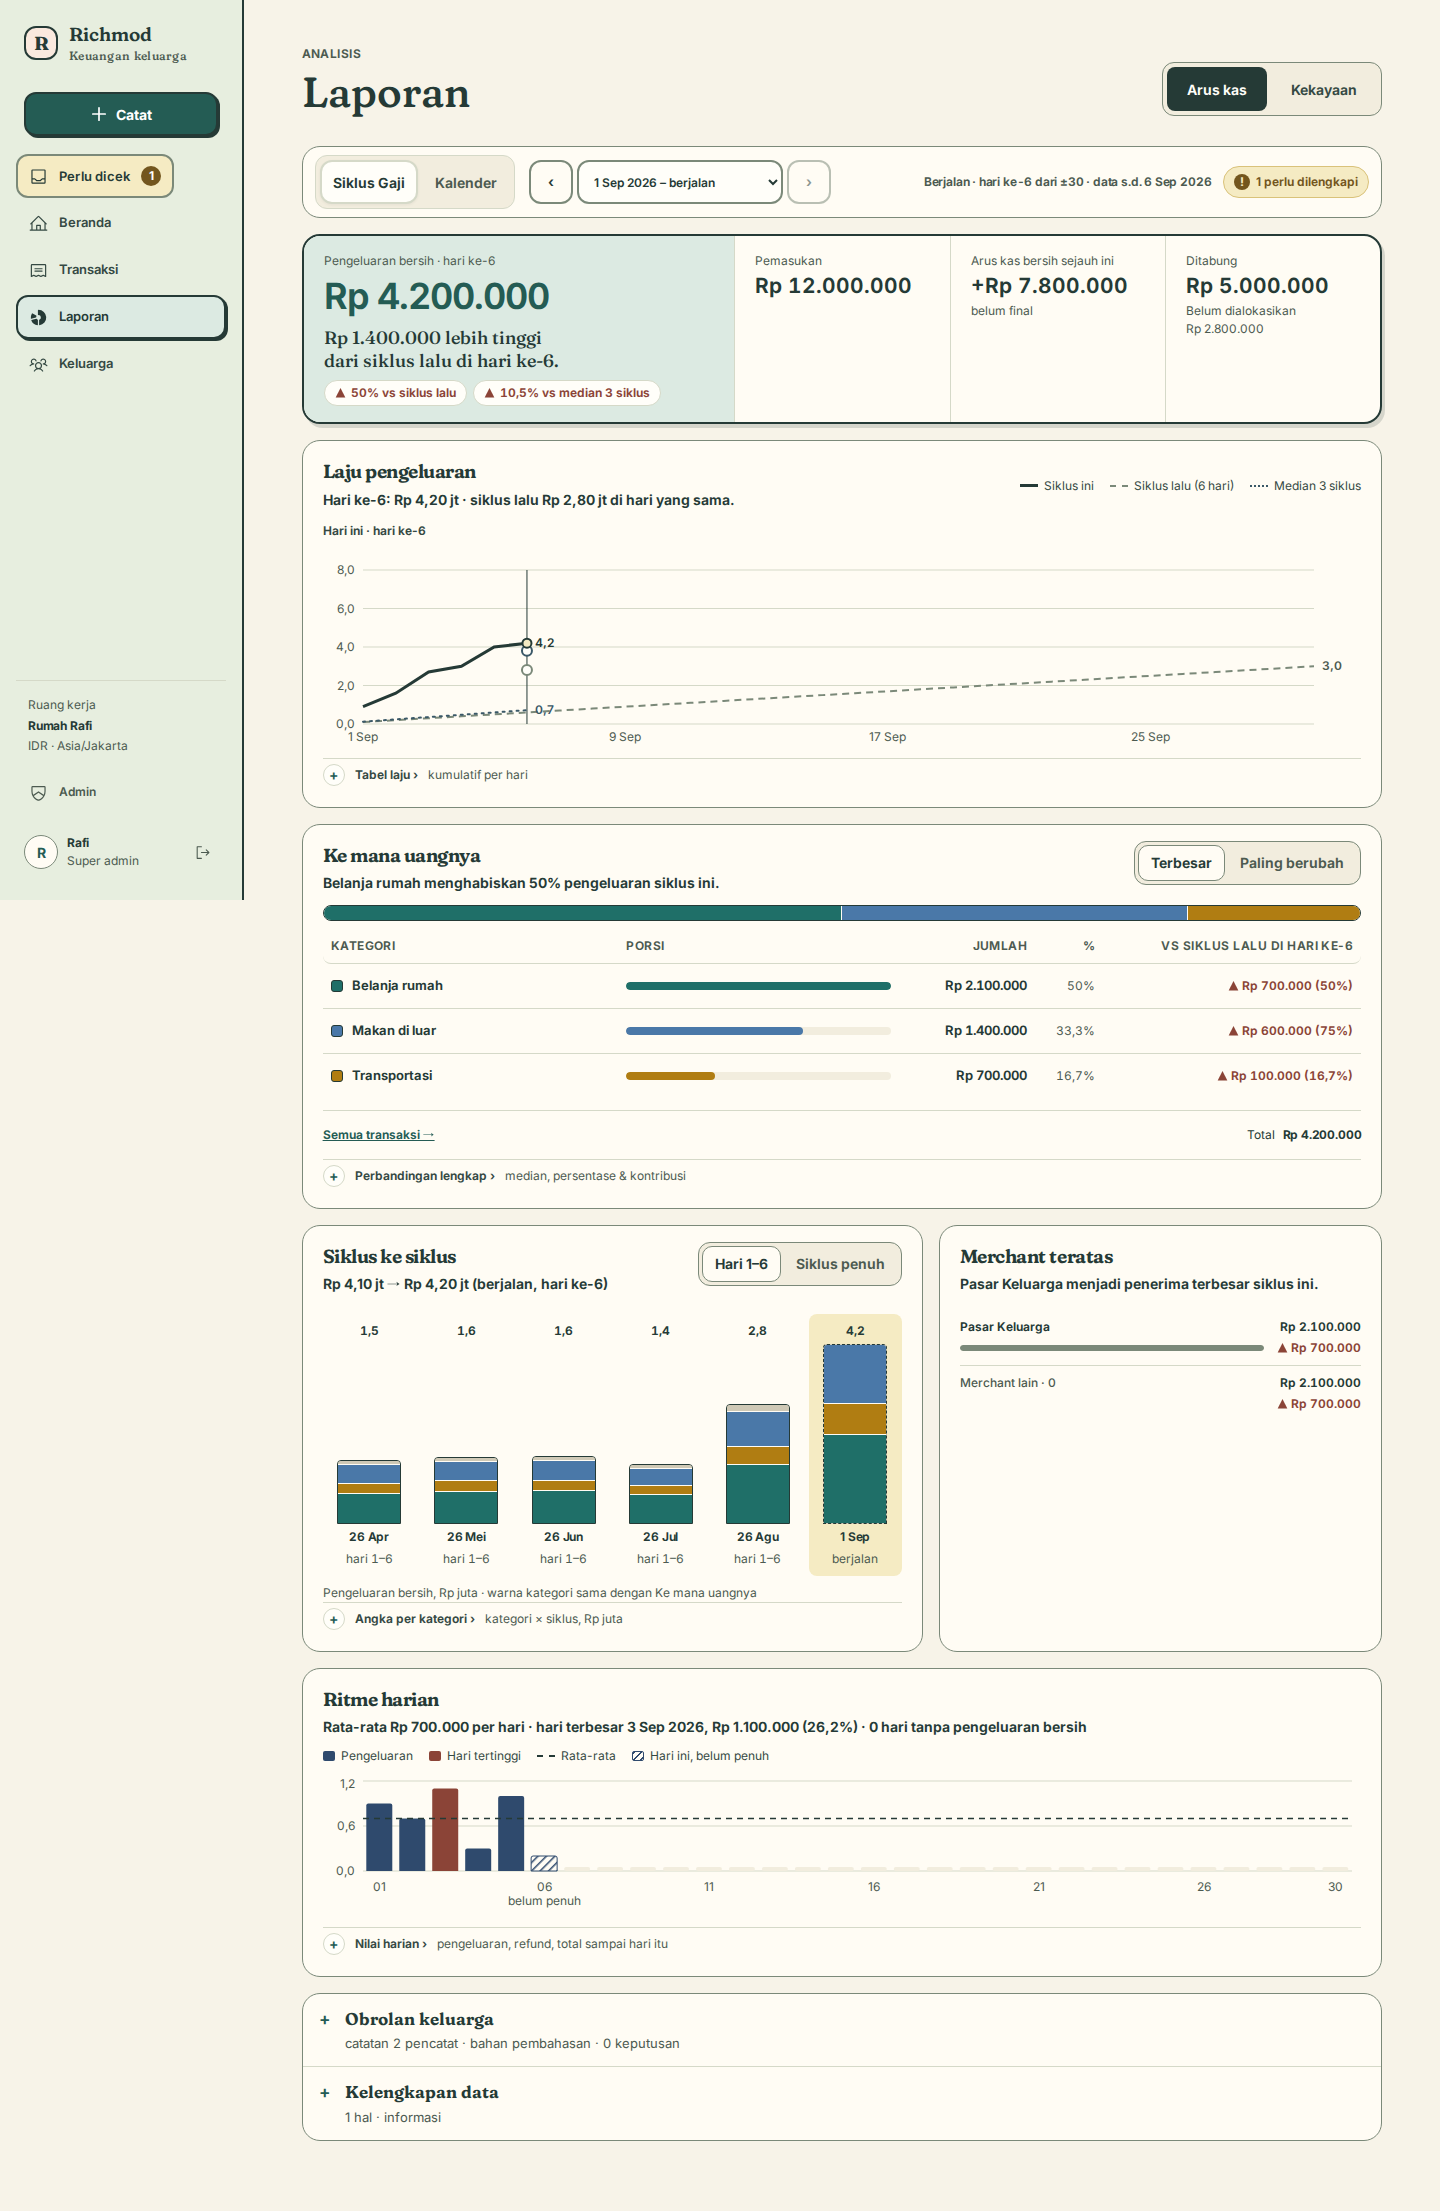 R
Richmod
Keuangan keluarga
+ Catat
Perlu dicek 1
Beranda
Transaksi
Laporan
Keluarga
Ruang kerja
Rumah Rafi
IDR · Asia/Jakarta
Admin
R
Rafi
Super admin
ANALISIS
Laporan
Arus kas
Kekayaan
Siklus Gaji
Kalender
‹
1 Sep 2026 – berjalan
›
Berjalan · hari ke-6 dari ±30 · data s.d. 6 Sep 2026
! 1 perlu dilengkapi
Pengeluaran bersih · hari ke-6
Rp 4.200.000
Rp 1.400.000 lebih tinggi
dari siklus lalu di hari ke-6.
▲ 50% vs siklus lalu
▲ 10,5% vs median 3 siklus
Pemasukan
Rp 12.000.000
Arus kas bersih sejauh ini
+Rp 7.800.000
belum final
Ditabung
Rp 5.000.000
Belum dialokasikan
Rp 2.800.000
Laju pengeluaran
Hari ke-6: Rp 4,20 jt · siklus lalu Rp 2,80 jt di hari yang sama.
Siklus ini
Siklus lalu (6 hari)
Median 3 siklus
Hari ini · hari ke-6
8,0
6,0
4,0
2,0
0,0
4,2
0,7
3,0
1 Sep
9 Sep
17 Sep
25 Sep
+ Tabel laju › kumulatif per hari
Ke mana uangnya
Belanja rumah menghabiskan 50% pengeluaran siklus ini.
Terbesar
Paling berubah
KATEGORI PORSI JUMLAH % VS SIKLUS LALU DI HARI KE-6
Belanja rumah Rp 2.100.000 50% ▲ Rp 700.000 (50%)
Makan di luar Rp 1.400.000 33,3% ▲ Rp 600.000 (75%)
Transportasi Rp 700.000 16,7% ▲ Rp 100.000 (16,7%)
Semua transaksi →
Total Rp 4.200.000
+ Perbandingan lengkap › median, persentase & kontribusi
Siklus ke siklus
Rp 4,10 jt → Rp 4,20 jt (berjalan, hari ke-6)
Hari 1–6
Siklus penuh
1,5 1,6 1,6 1,4 2,8 4,2
26 Apr 26 Mei 26 Jun 26 Jul 26 Agu 1 Sep
hari 1–6 hari 1–6 hari 1–6 hari 1–6 hari 1–6 berjalan
Pengeluaran bersih, Rp juta · warna kategori sama dengan Ke mana uangnya
+ Angka per kategori › kategori × siklus, Rp juta
Merchant teratas
Pasar Keluarga menjadi penerima terbesar siklus ini.
Pasar Keluarga Rp 2.100.000
▲ Rp 700.000
Merchant lain · 0 Rp 2.100.000
▲ Rp 700.000
Ritme harian
Rata-rata Rp 700.000 per hari · hari terbesar 3 Sep 2026, Rp 1.100.000 (26,2%) · 0 hari tanpa pengeluaran bersih
Pengeluaran
Hari tertinggi
Rata-rata
Hari ini, belum penuh
1,2
0,6
0,0
01 06 11 16 21 26 30
belum penuh
+ Nilai harian › pengeluaran, refund, total sampai hari itu
+ Obrolan keluarga
catatan 2 pencatat · bahan pembahasan · 0 keputusan
+ Kelengkapan data
1 hal · informasi